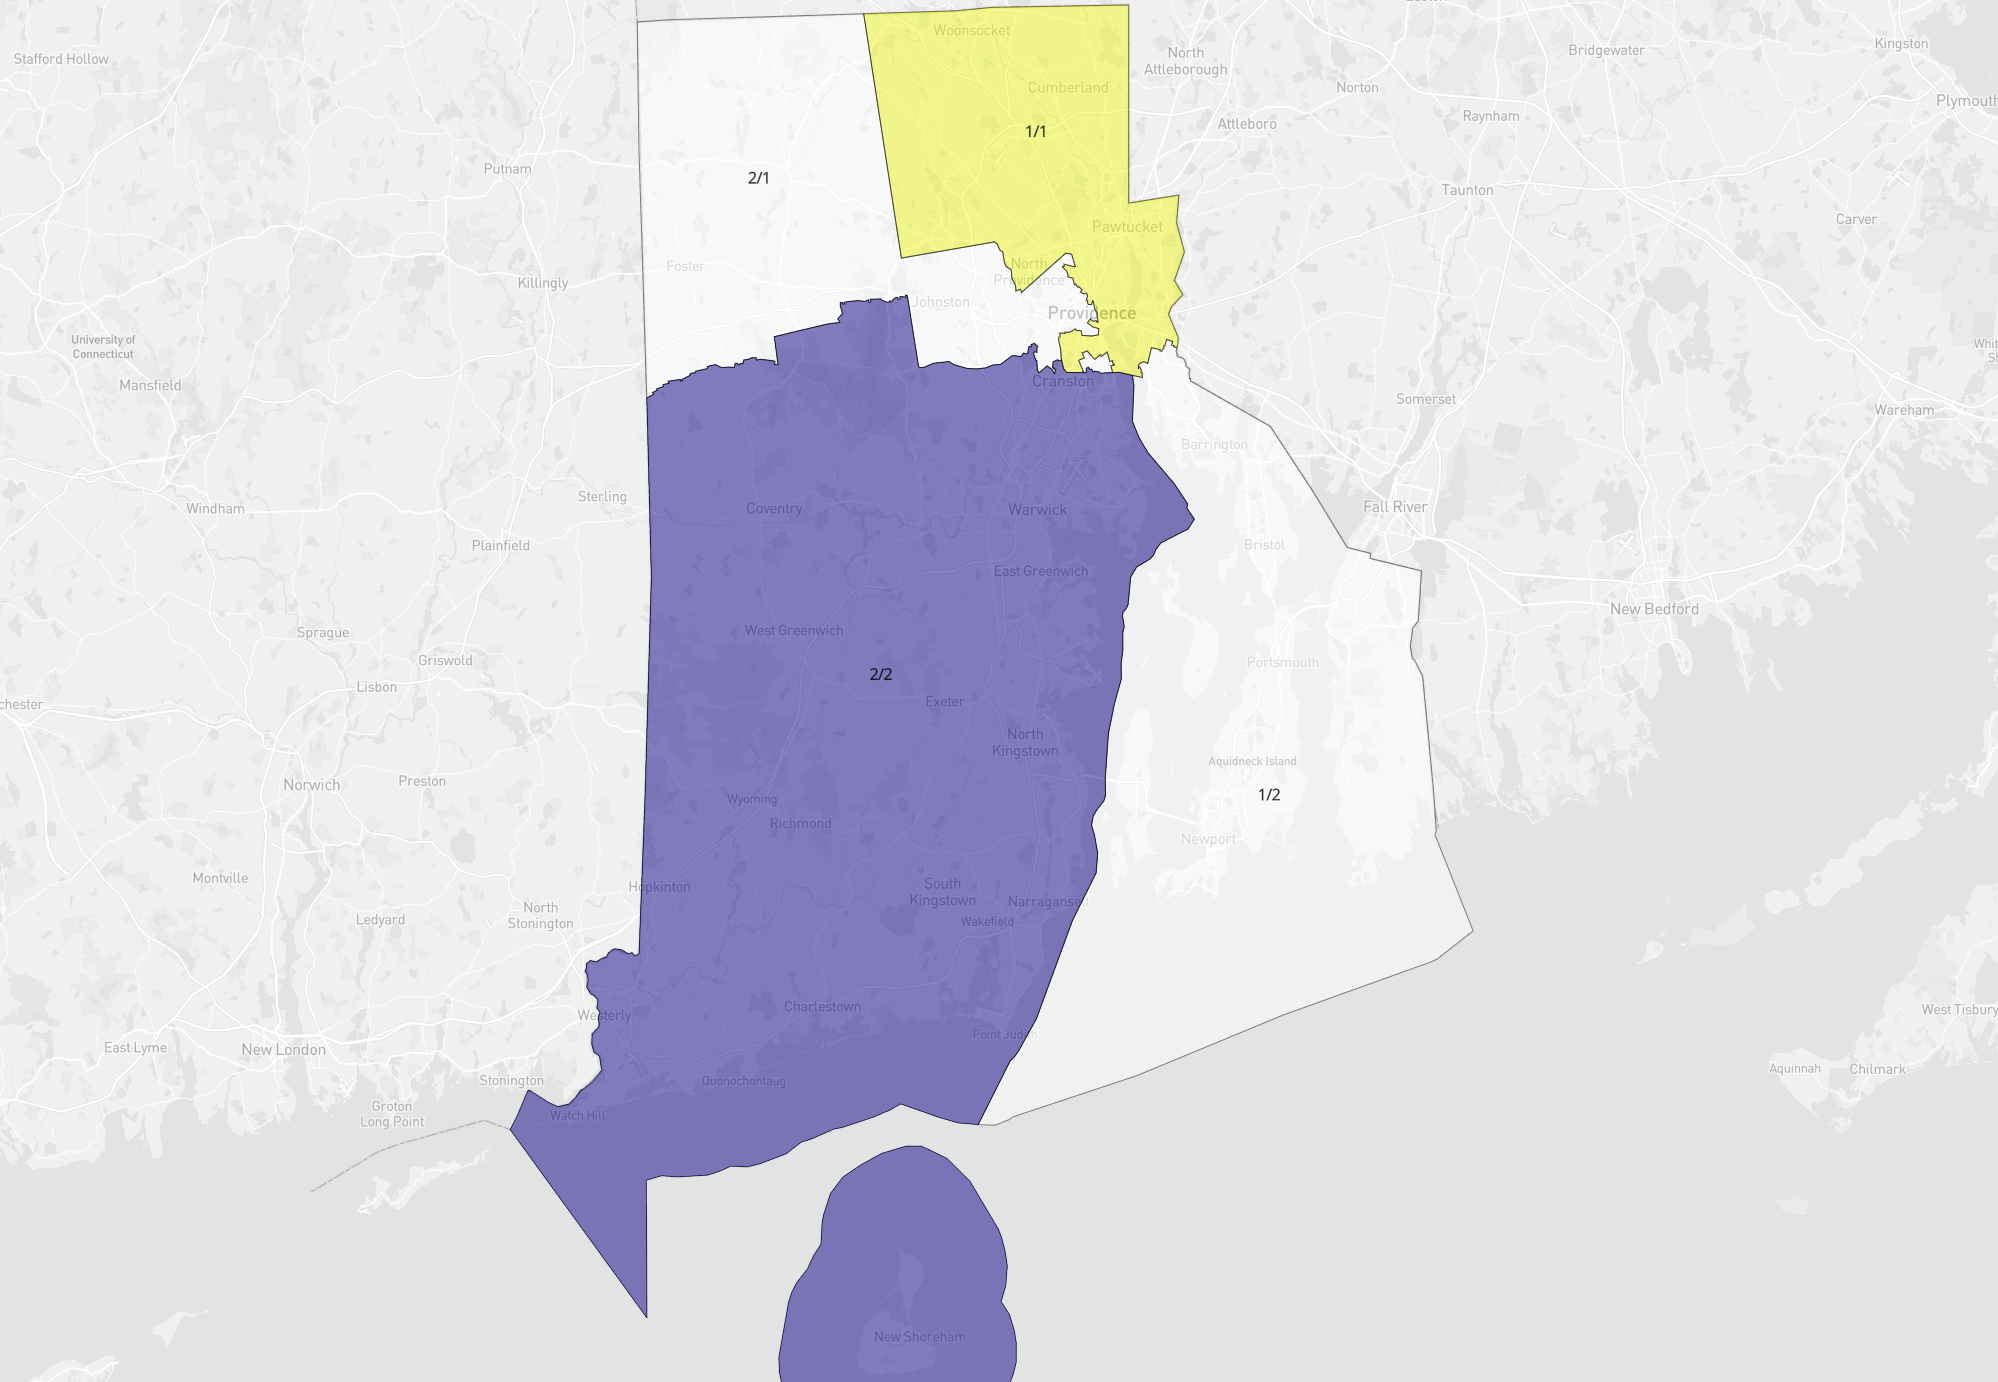 Stafford Hollow
Woonsocket
North
Attleborough
Bridgewater
Kingston
Cumberland
Norton
Plymouth
Raynham
Attleboro
1/1
Putnam
2/1
Taunton
Carver
Pawtucket
Foster
North
Providence
Killingly
Johnston
Providence
University of
Connecticut
Mansfield
Cranston
Somerset
Wareham
Barrington
Sterling
Windham
Coventry
Warwick
Fall River
Plainfield
Bristol
East Greenwich
New Bedford
Sprague
West Greenwich
Griswold
Portsmouth
2/2
Lisbon
chester
Exeter
North
Kingstown
Aquidneck Island
Norwich
Preston
1/2
Wyoming
Richmond
Newport
Montville
Hopkinton
South
Kingstown
Narragansett
North
Stonington
Ledyard
Wakefield
Charlestown
Westerly
West Tisbury
Point Judith
East Lyme
New London
Aquinnah
Chilmark
Stonington
Quonochontaug
Groton
Long Point
Watch Hill
New Shoreham